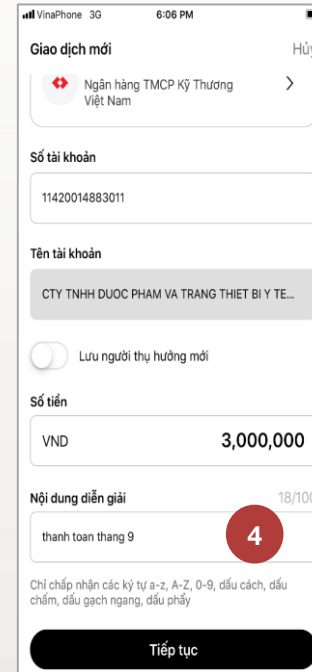 VinaPhone 3G 6:06 PM
Giao dịch mới Hủy
Ngân hàng TMCP Kỹ Thương
Việt Nam
Số tài khoản
11420014883011
Tên tài khoản
CTY TNHH DUOC PHAM VA TRANG THIET BI Y TE...
Lưu người thụ hưởng mới
Số tiền
VND 3,000,000
Nội dung diễn giải 18/100
thanh toan thang 9 4
Chỉ chấp nhận các ký tự a-z, A-Z, 0-9, dấu cách, dấu
chấm, dấu gạch ngang, dấu phẩy
Tiếp tục